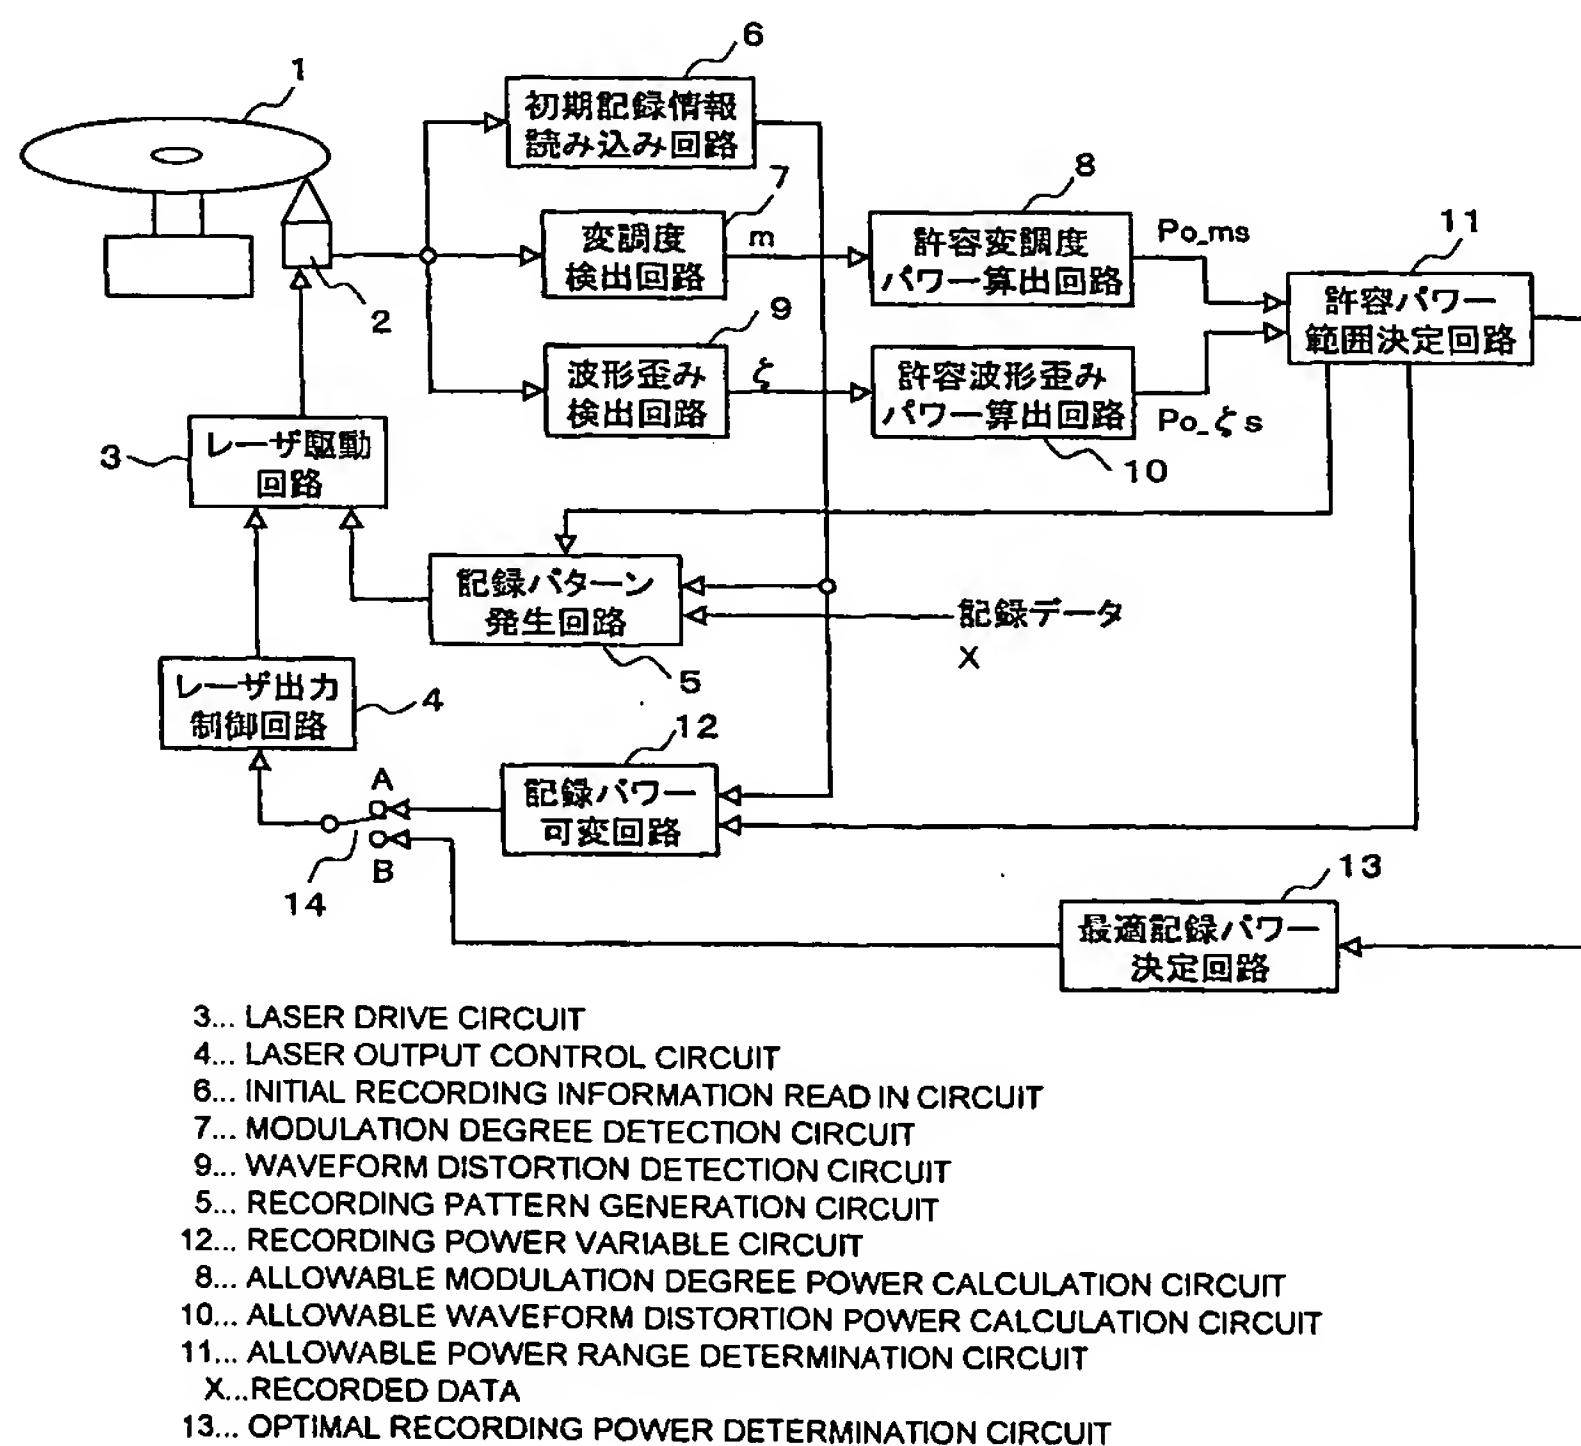 6
1
初期記録情報
読み込み回路
7
8
変調度
検出回路
m
許容変調度
パワー算出回路
Po_ms
11
許容パワー
範囲決定回路
2
9
波形歪み
検出回路
ζ
許容波形歪み
パワー算出回路
Po_ζs
10
3
レーザ駆動
回路
記録パターン
発生回路
5
記録データ
X
レーザ出力
制御回路
4
12
記録パワー
可変回路
A
B
14
13
最適記録パワー
決定回路
3... LASER DRIVE CIRCUIT
4... LASER OUTPUT CONTROL CIRCUIT
6... INITIAL RECORDING INFORMATION READ IN CIRCUIT
7... MODULATION DEGREE DETECTION CIRCUIT
9... WAVEFORM DISTORTION DETECTION CIRCUIT
5... RECORDING PATTERN GENERATION CIRCUIT
12... RECORDING POWER VARIABLE CIRCUIT
8... ALLOWABLE MODULATION DEGREE POWER CALCULATION CIRCUIT
10... ALLOWABLE WAVEFORM DISTORTION POWER CALCULATION CIRCUIT
11... ALLOWABLE POWER RANGE DETERMINATION CIRCUIT
X...RECORDED DATA
13... OPTIMAL RECORDING POWER DETERMINATION CIRCUIT